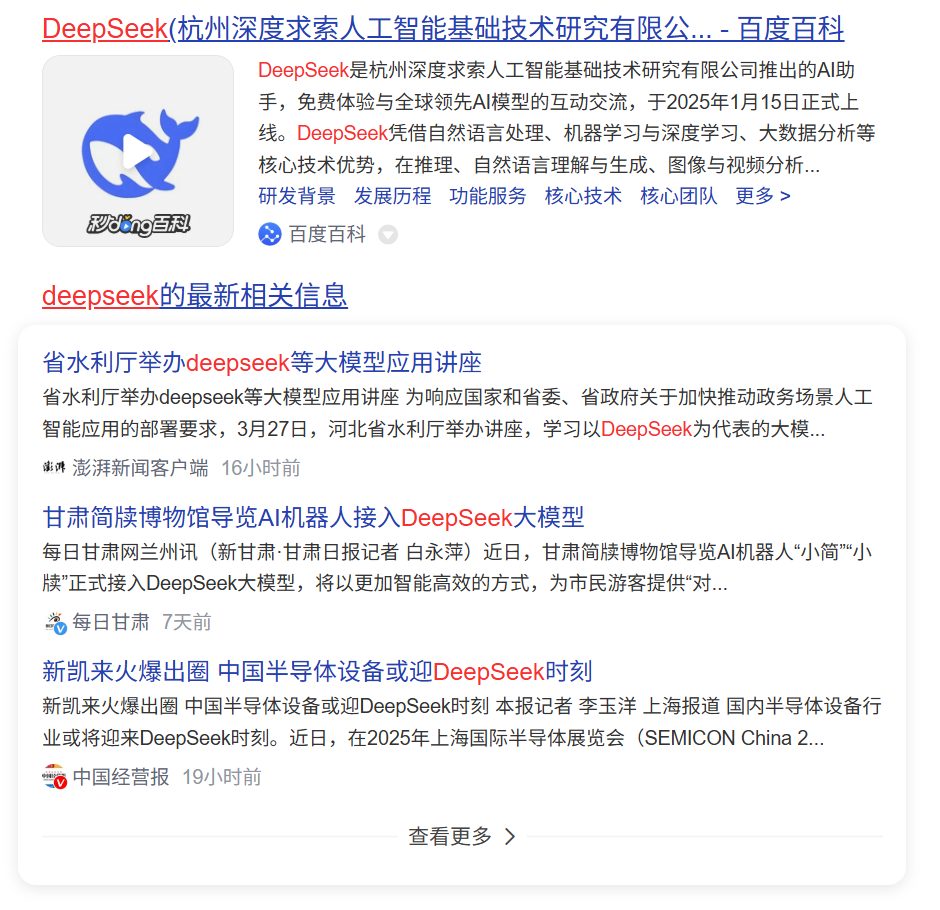 DeepSeek(杭州深度求索人工智能基础技术研究有限公... - 百度百科
DeepSeek是杭州深度求索人工智能基础技术研究有限公司推出的AI助
手，免费体验与全球领先AI模型的互动交流，于2025年1月15日正式上
线。DeepSeek凭借自然语言处理、机器学习与深度学习、大数据分析等
核心技术优势，在推理、自然语言理解与生成、图像与视频分析...
秒dong百科
研发背景 发展历程 功能服务 核心技术 核心团队 更多 >
百度百科
deepseek的最新相关信息
省水利厅举办deepseek等大模型应用讲座
省水利厅举办deepseek等大模型应用讲座 为响应国家和省委、省政府关于加快推动政务场景人工
智能应用的部署要求，3月27日，河北省水利厅举办讲座，学习以DeepSeek为代表的大模...
澎湃 澎湃新闻客户端 16小时前
甘肃简牍博物馆导览AI机器人接入DeepSeek大模型
每日甘肃网兰州讯（新甘肃·甘肃日报记者 白永萍）近日，甘肃简牍博物馆导览AI机器人“小简”“小
牍”正式接入DeepSeek大模型，将以更加智能高效的方式，为市民游客提供“对...
每日甘肃 7天前
新凯来火爆出圈 中国半导体设备或迎DeepSeek时刻
新凯来火爆出圈 中国半导体设备或迎DeepSeek时刻 本报记者 李玉洋 上海报道 国内半导体设备行
业或将迎来DeepSeek时刻。近日，在2025年上海国际半导体展览会（SEMICON China 2...
中国经营报 19小时前
查看更多 >